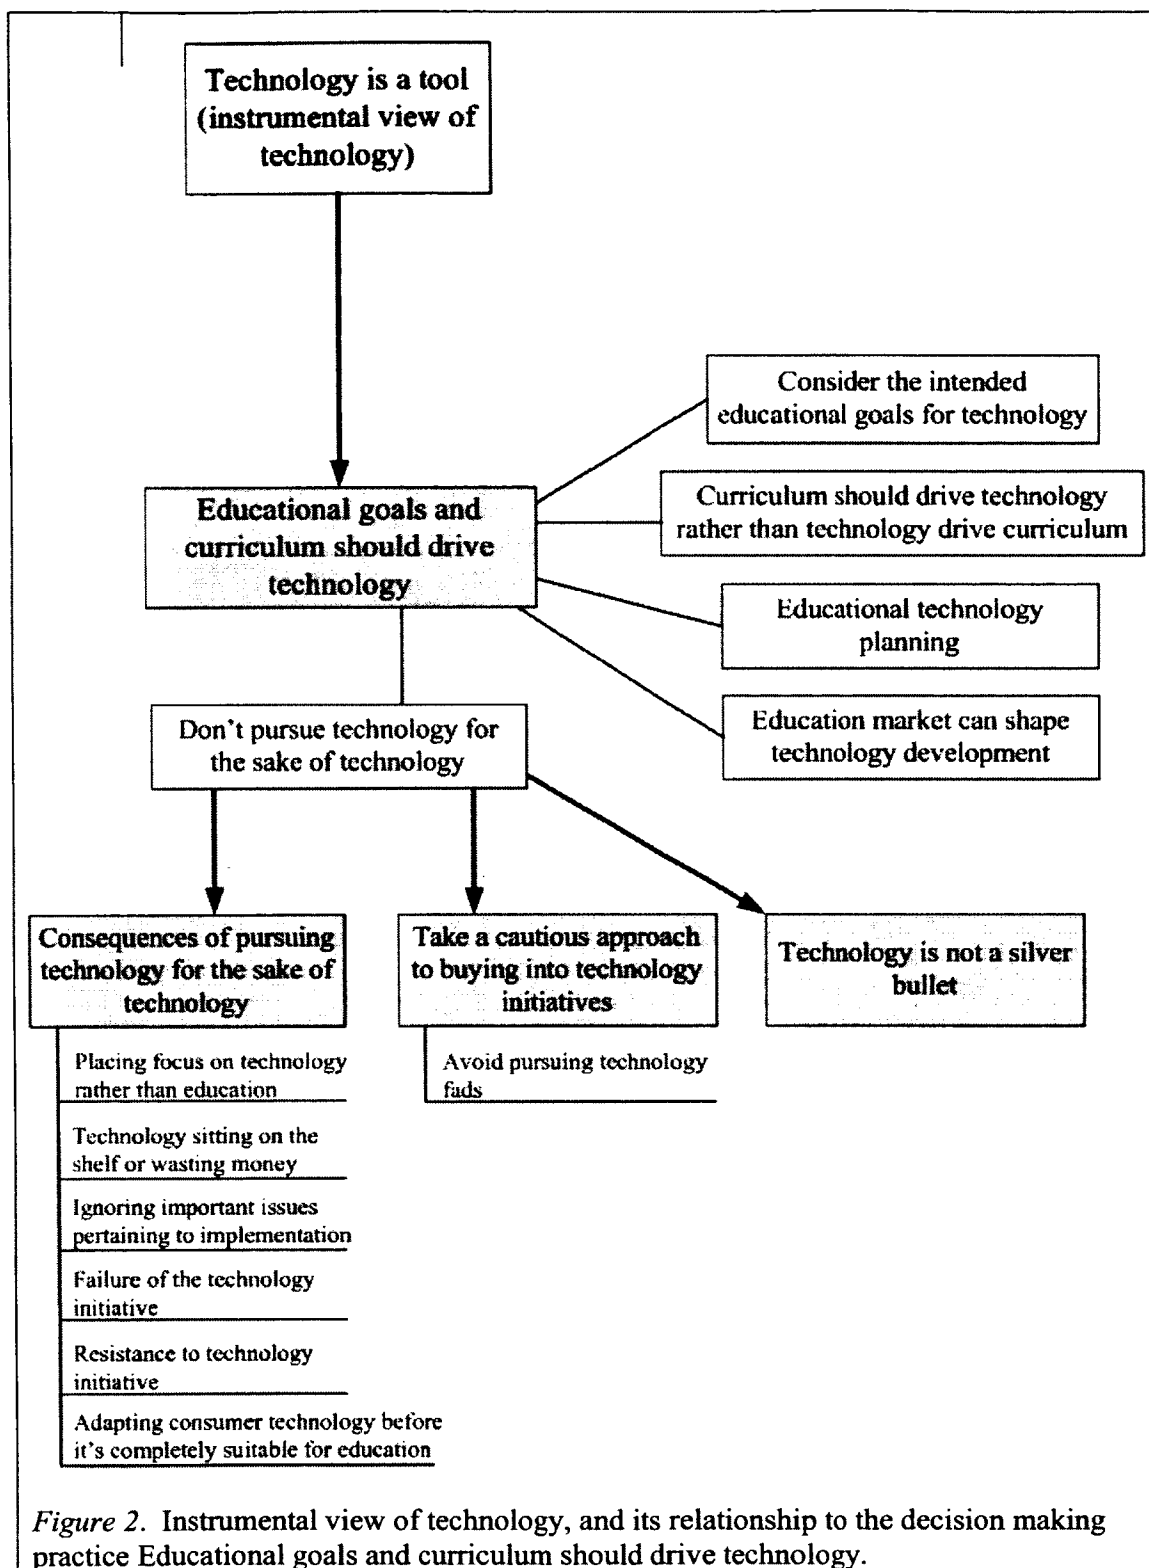 Technology is a tool
(instrumental view of
technology)
Consider the intended
educational goals for technology
Curriculum should drive technology
rather than technology drive curriculum
Educational goals and
curriculum should drive
technology
Educational technology
planning
Education market can shape
technology development
Don't pursue technology for
the sake of technology
Consequences of pursuing
technology for the sake of
technology
Take a cautious approach
to buying into technology
initiatives
Technology is not a silver
bullet
Placing focus on technology
rather than education
Technology sitting on the
shelf or wasting money
Ignoring important issues
pertaining to implementation
Failure of the technology
initiative
Resistance to technology
initiative
Adapting consumer technology before
it's completely suitable for education
Avoid pursuing technology
fads
Figure 2. Instrumental view of technology, and its relationship to the decision making
practice Educational goals and curriculum should drive technology.